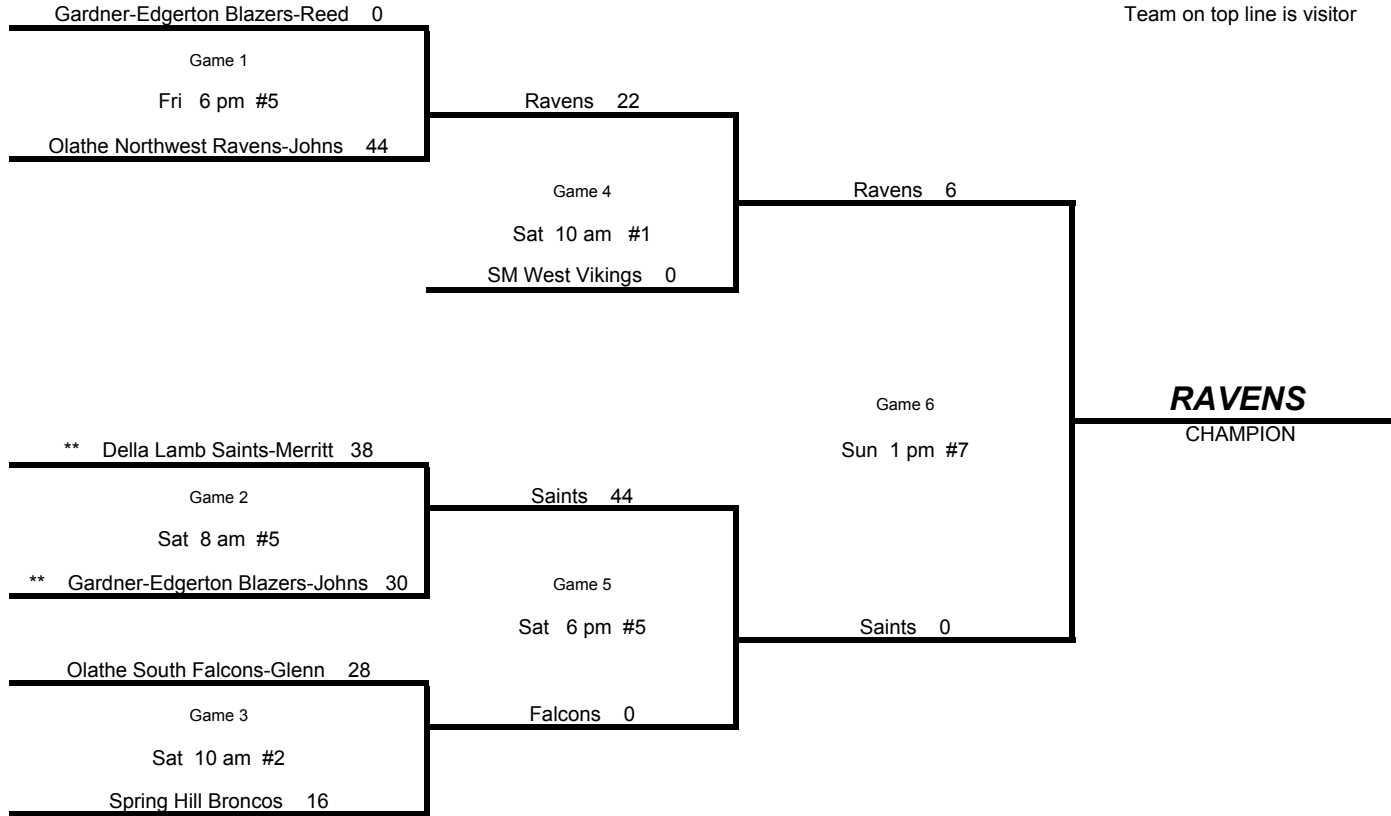 Gardner-Edgerton Blazers-Reed 0
Team on top line is visitor
Game 1
Fri 6 pm #5
Ravens 22
Olathe Northwest Ravens-Johns 44
Game 4
Ravens 6
Sat 10 am #1
SM West Vikings 0
Game 6
RAVENS
CHAMPION
** Della Lamb Saints-Merritt 38
Sun 1 pm #7
Game 2
Saints 44
Sat 8 am #5
** Gardner-Edgerton Blazers-Johns 30
Game 5
Sat 6 pm #5
Saints 0
Olathe South Falcons-Glenn 28
Game 3
Falcons 0
Sat 10 am #2
Spring Hill Broncos 16